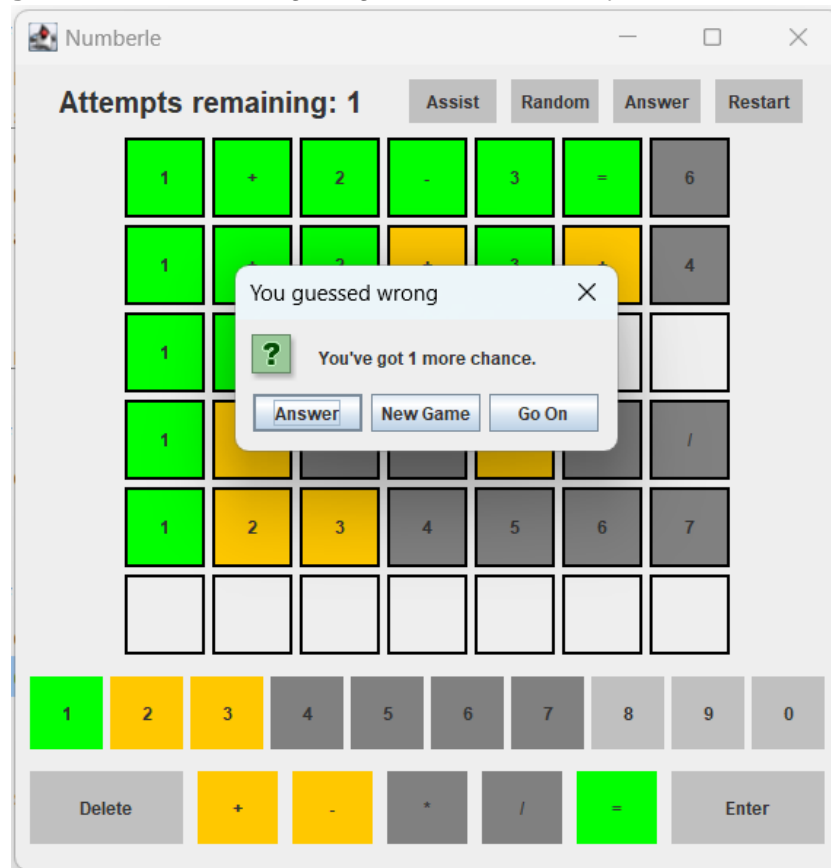 Numberle
Attempts remaining: 1 Assist Random Answer Restart
1 + 2 - 3 = 6
1 4
You guessed wrong
1
? You've got 1 more chance.
Answer New Game Go On
1 /
1 2 3 4 5 6 7
1 2 3 4 5 6 7 8 9 0
Delete + - * / = Enter